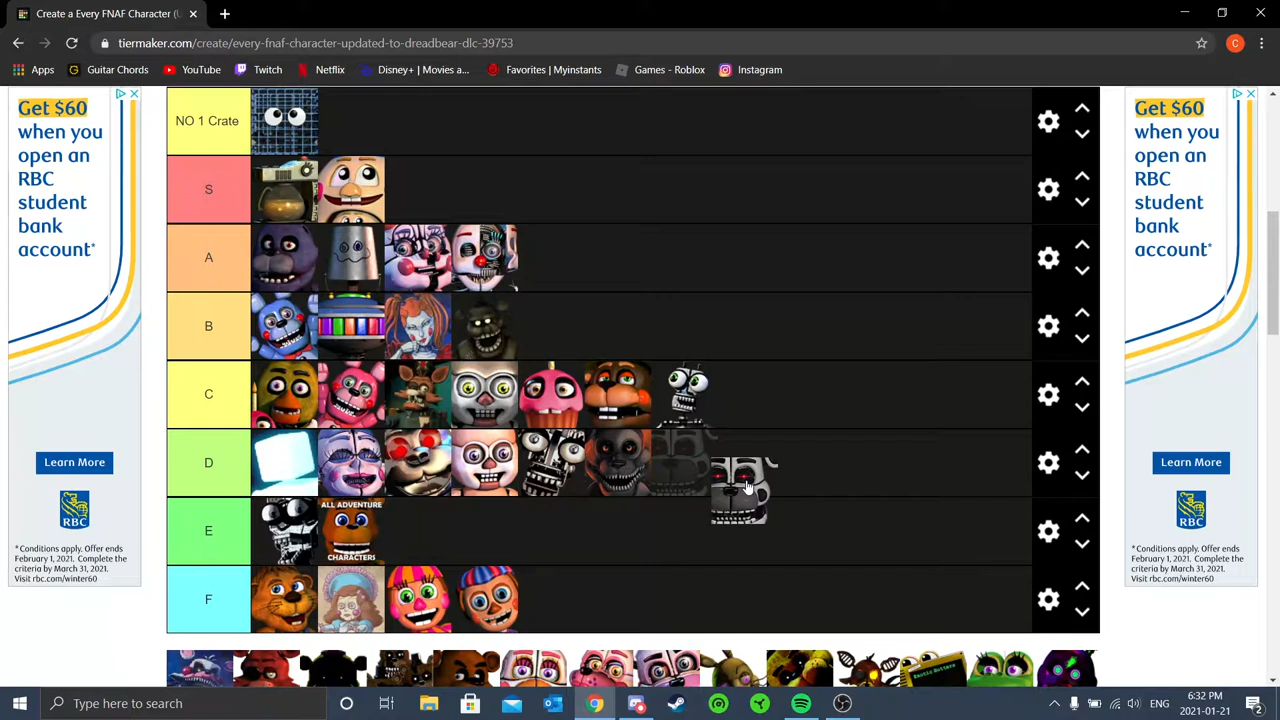 Create a Every FNAF Character (U
tiermaker.com/create/every-fnaf-character-updated-to-dreadbear-dlc-39753
C
Apps
Guitar Chords
YouTube
Twitch
Netflix
Disney+ | Movies a...
Favorites | Myinstants
Games - Roblox
Instagram
Get $60
when you
open an
RBC
student
bank
account*
Learn More
RBC
*Conditions apply. Offer ends
February 1, 2021. Complete the
criteria by March 31, 2021.
Visit rbc.com/winter60
NO 1 Crate
S
A
B
C
D
E
ALL ADVENTURE
CHARACTERS
F
Exotic Butters
Get $60
when you
open an
RBC
student
bank
account*
Learn More
RBC
*Conditions apply. Offer ends
February 1, 2021. Complete the
criteria by March 31, 2021.
Visit rbc.com/winter60
Type here to search
ENG
6:32 PM
2021-01-21
2